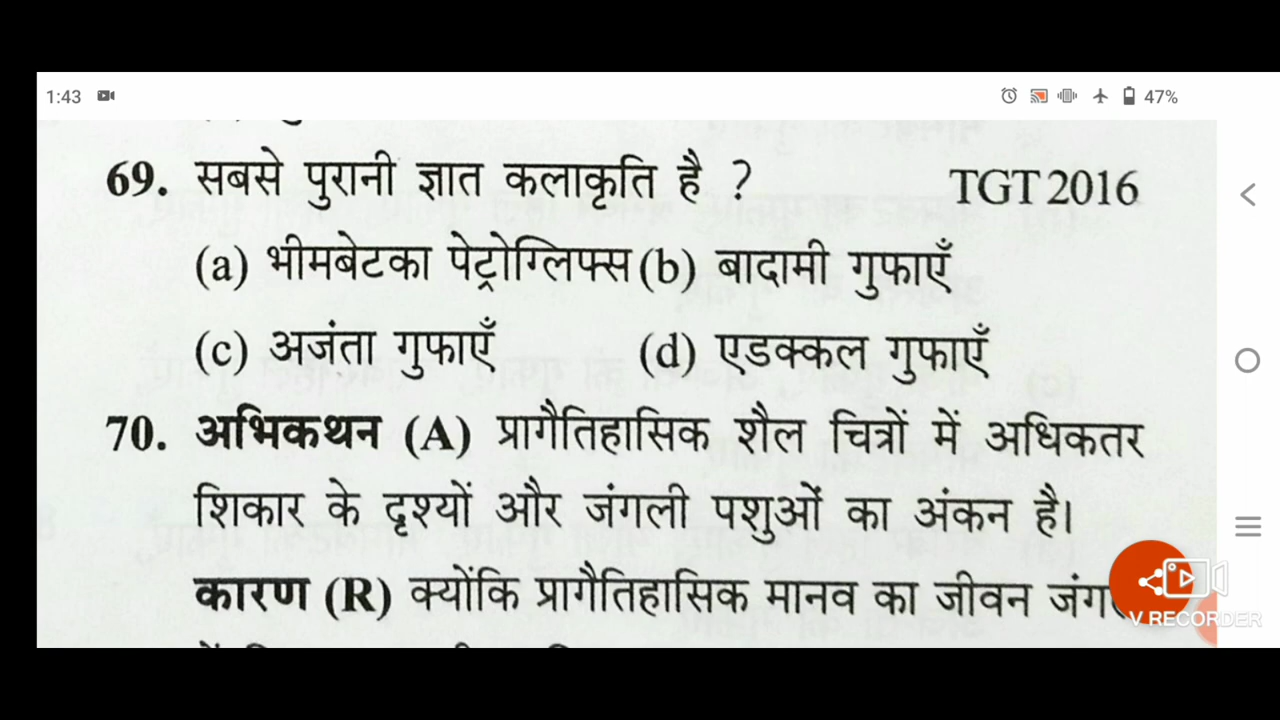 1:43 47%
69. सबसे पुरानी ज्ञात कलाकृति है ? TGT 2016
(a) भीमबेटका पेट्रोग्लिफ्स (b) बादामी गुफाएँ
(c) अजंता गुफाएँ (d) एडक्कल गुफाएँ
70. अभिकथन (A) प्रागैतिहासिक शैल चित्रों में अधिकतर
शिकार के दृश्यों और जंगली पशुओं का अंकन है।
कारण (R) क्योंकि प्रागैतिहासिक मानव का जीवन
V RECORDER